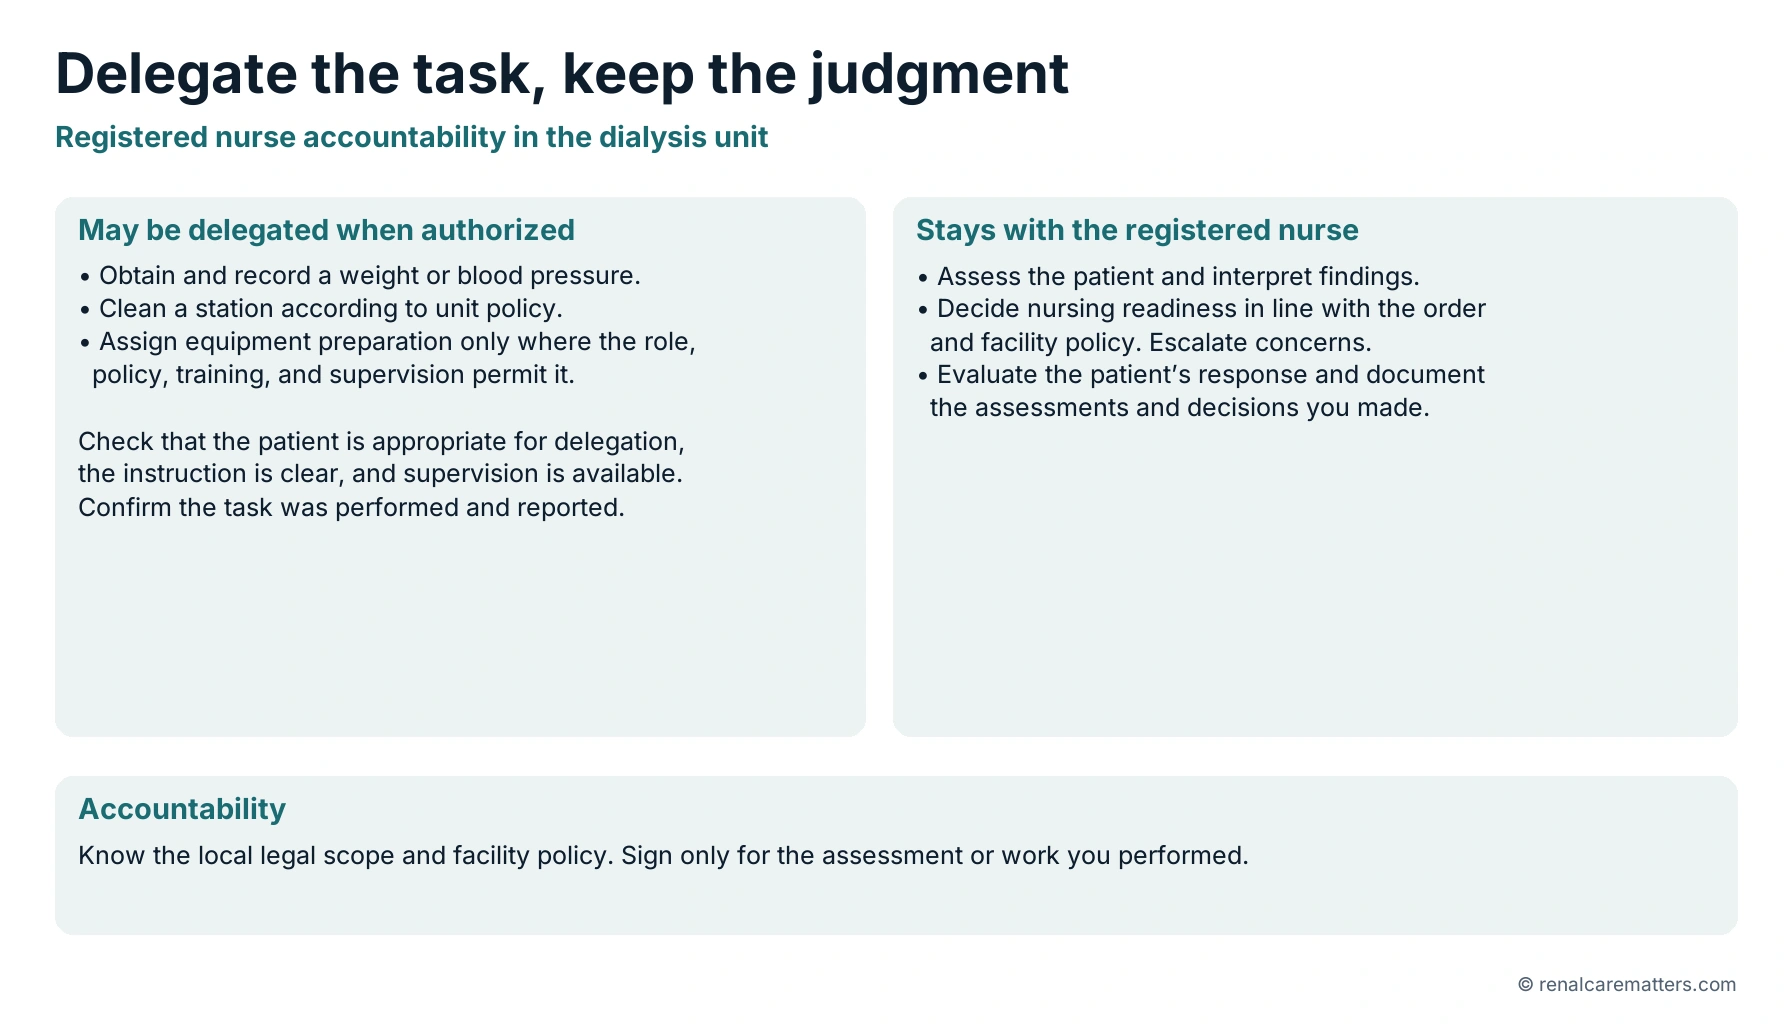 Delegate the task, keep the judgment
Registered nurse accountability in the dialysis unit
May be delegated when authorized
• Obtain and record a weight or blood pressure.
• Clean a station according to unit policy.
• Assign equipment preparation only where the role,
policy, training, and supervision permit it.
Check that the patient is appropriate for delegation,
the instruction is clear, and supervision is available.
Confirm the task was performed and reported.
Stays with the registered nurse
• Assess the patient and interpret findings.
• Decide nursing readiness in line with the order
and facility policy. Escalate concerns.
• Evaluate the patient’s response and document
the assessments and decisions you made.
Accountability
Know the local legal scope and facility policy. Sign only for the assessment or work you performed.
© renalcarematters.com